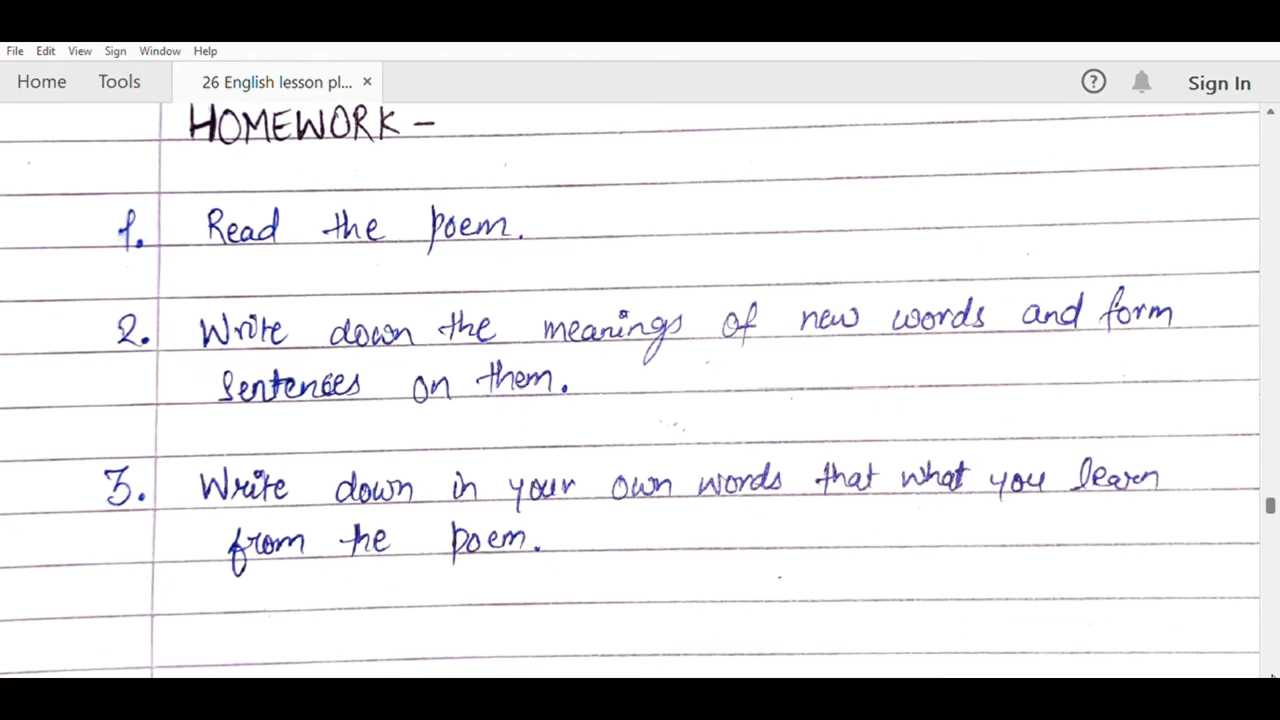 File Edit View Sign Window Help
Home Tools 26 English lesson pl... × ? Sign In
HOMEWORK -
1. Read the poem.
2. Write down the meanings of new words and form
sentences on them.
3. Write down in your own words that what you learn
from the poem.